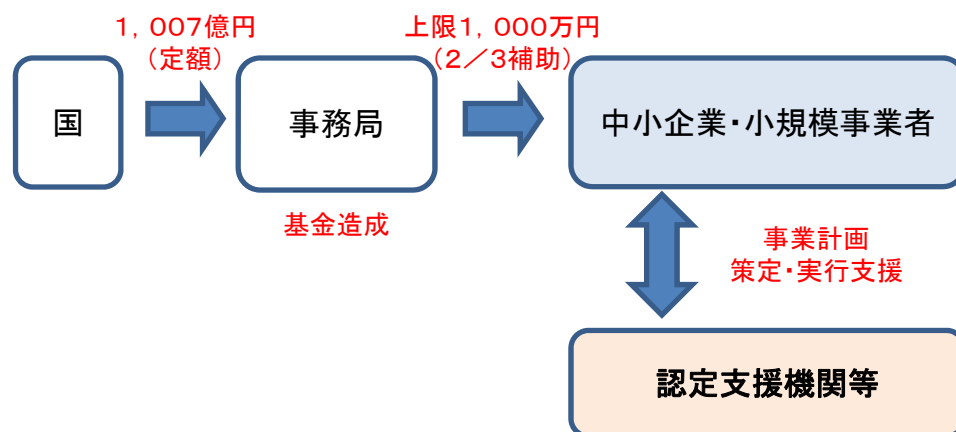 1,007億円
(定額)
上限1,000万円
(2/3補助)
国
事務局
中小企業・小規模事業者
基金造成
事業計画
策定・実行支援
認定支援機関等